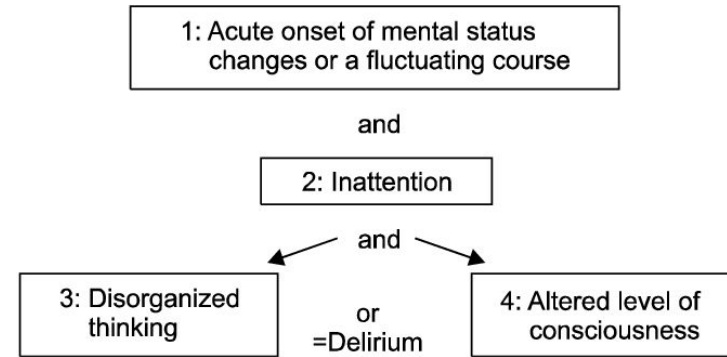 1: Acute onset of mental status
changes or a fluctuating course
and
2: Inattention
and
3: Disorganized
thinking
or
=Delirium
4: Altered level of
consciousness